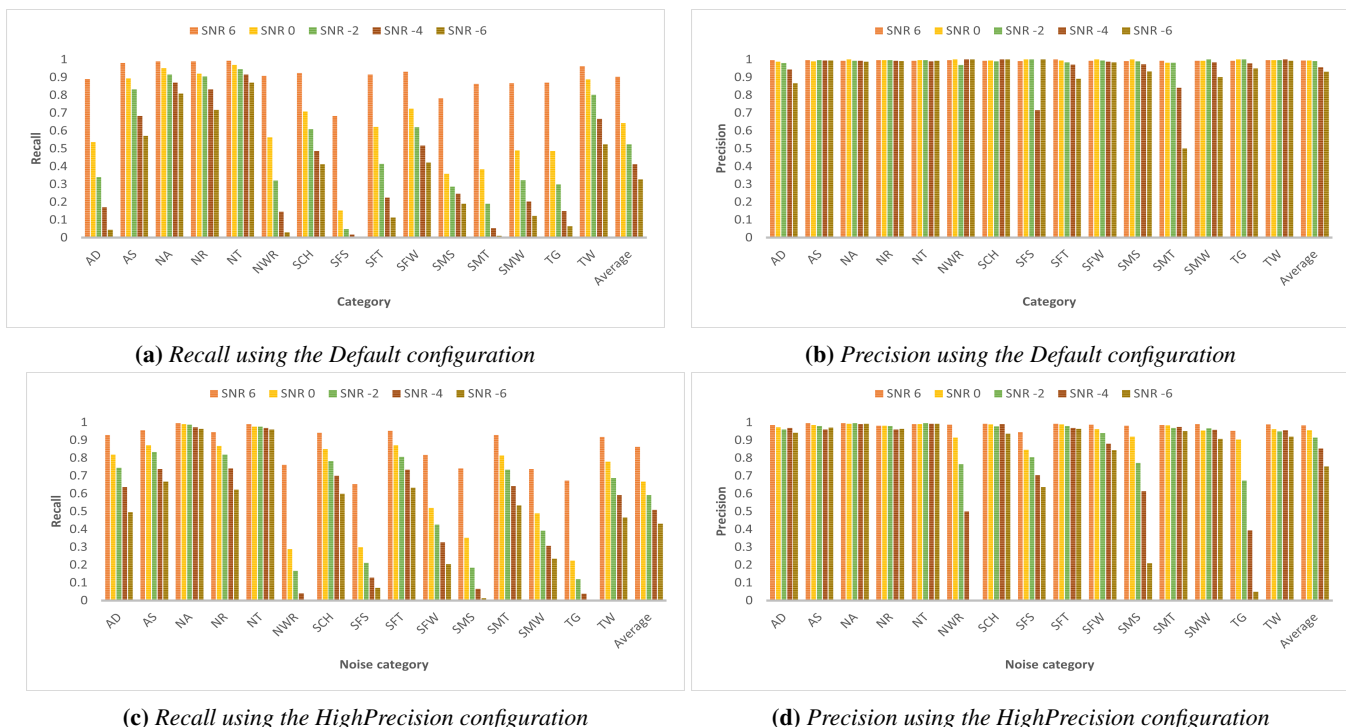 SNR 6 SNR 0 SNR -2 SNR -4 SNR -6
1
0.9
0.8
0.7
0.6
0.5
0.4
0.3
0.2
0.1
0
Recall
AD AS NA NR NT NWR SCH SFS SFT SFW SMS SMT SMW TG TW Average
Category
(a) Recall using the Default configuration
SNR 6 SNR 0 SNR -2 SNR -4 SNR -6
1
0.9
0.8
0.7
0.6
0.5
0.4
0.3
0.2
0.1
0
Precision
AD AS NA NR NT NWR SCH SFS SFT SFW SMS SMT SMW TG TW Average
Category
(b) Precision using the Default configuration
SNR 6 SNR 0 SNR -2 SNR -4 SNR -6
1
0.9
0.8
0.7
0.6
0.5
0.4
0.3
0.2
0.1
0
Recall
AD AS NA NR NT NWR SCH SFS SFT SFW SMS SMT SMW TG TW Average
Noise category
(c) Recall using the HighPrecision configuration
SNR 6 SNR 0 SNR -2 SNR -4 SNR -6
1
0.9
0.8
0.7
0.6
0.5
0.4
0.3
0.2
0.1
0
Precision
AD AS NA NR NT NWR SCH SFS SFT SFW SMS SMT SMW TG TW Average
Noise category
(d) Precision using the HighPrecision configuration